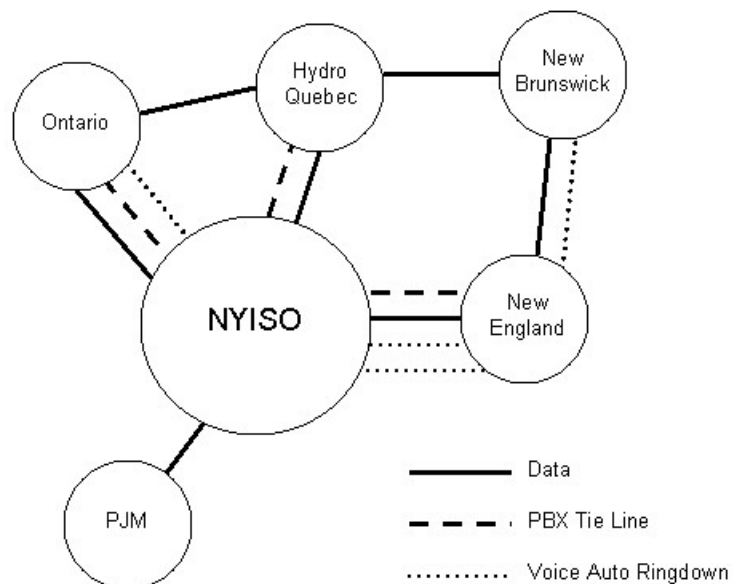 New
Brunswick
Hydro
Quebec
Ontario
NYISO
New
England
PJM
Data
PBX Tie Line
Voice Auto Ringdown